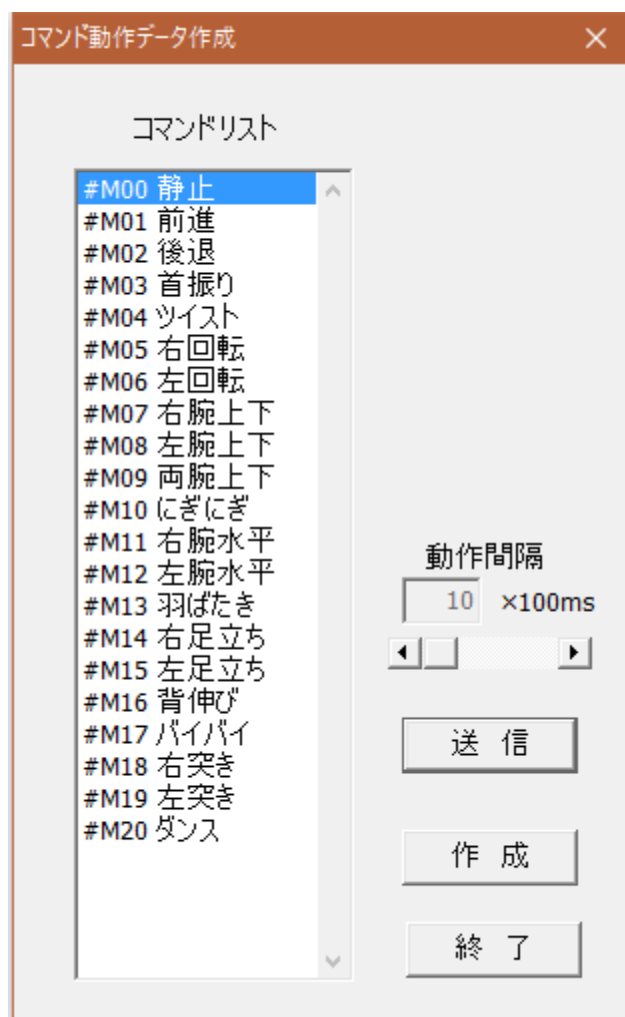 コマンド動作データ作成
コマンドリスト
#M00 静止
#M01 前進
#M02 後退
#M03 首振り
#M04 ツイスト
#M05 右回転
#M06 左回転
#M07 右腕上下
#M08 左腕上下
#M09 両腕上下
#M10 にぎにぎ
#M11 右腕水平
#M12 左腕水平
#M13 羽ばたき
#M14 右足立ち
#M15 左足立ち
#M16 背伸び
#M17 バイバイ
#M18 右突き
#M19 左突き
#M20 ダンス
動作間隔
10 ×100ms
送 信
作 成
終 了